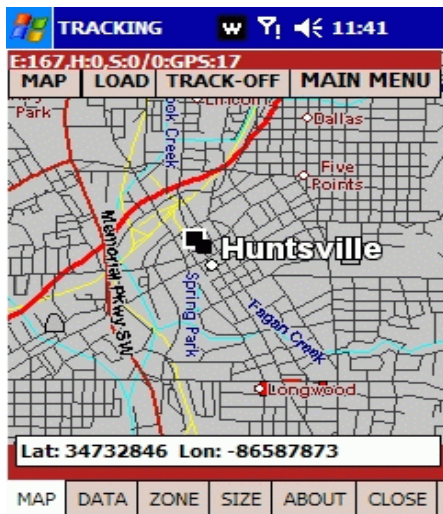 TRACKING W 11:41
E:167,H:0,S:0/0:GPS:17
MAP LOAD TRACK-OFF MAIN MENU
Park
Creek
Dallas
Five
Points
Memorial Pkwy SW
Huntsville
Spring Park
Fagan Creek
Longwood
Lat: 34732846 Lon: -86587873
MAP DATA ZONE SIZE ABOUT CLOSE